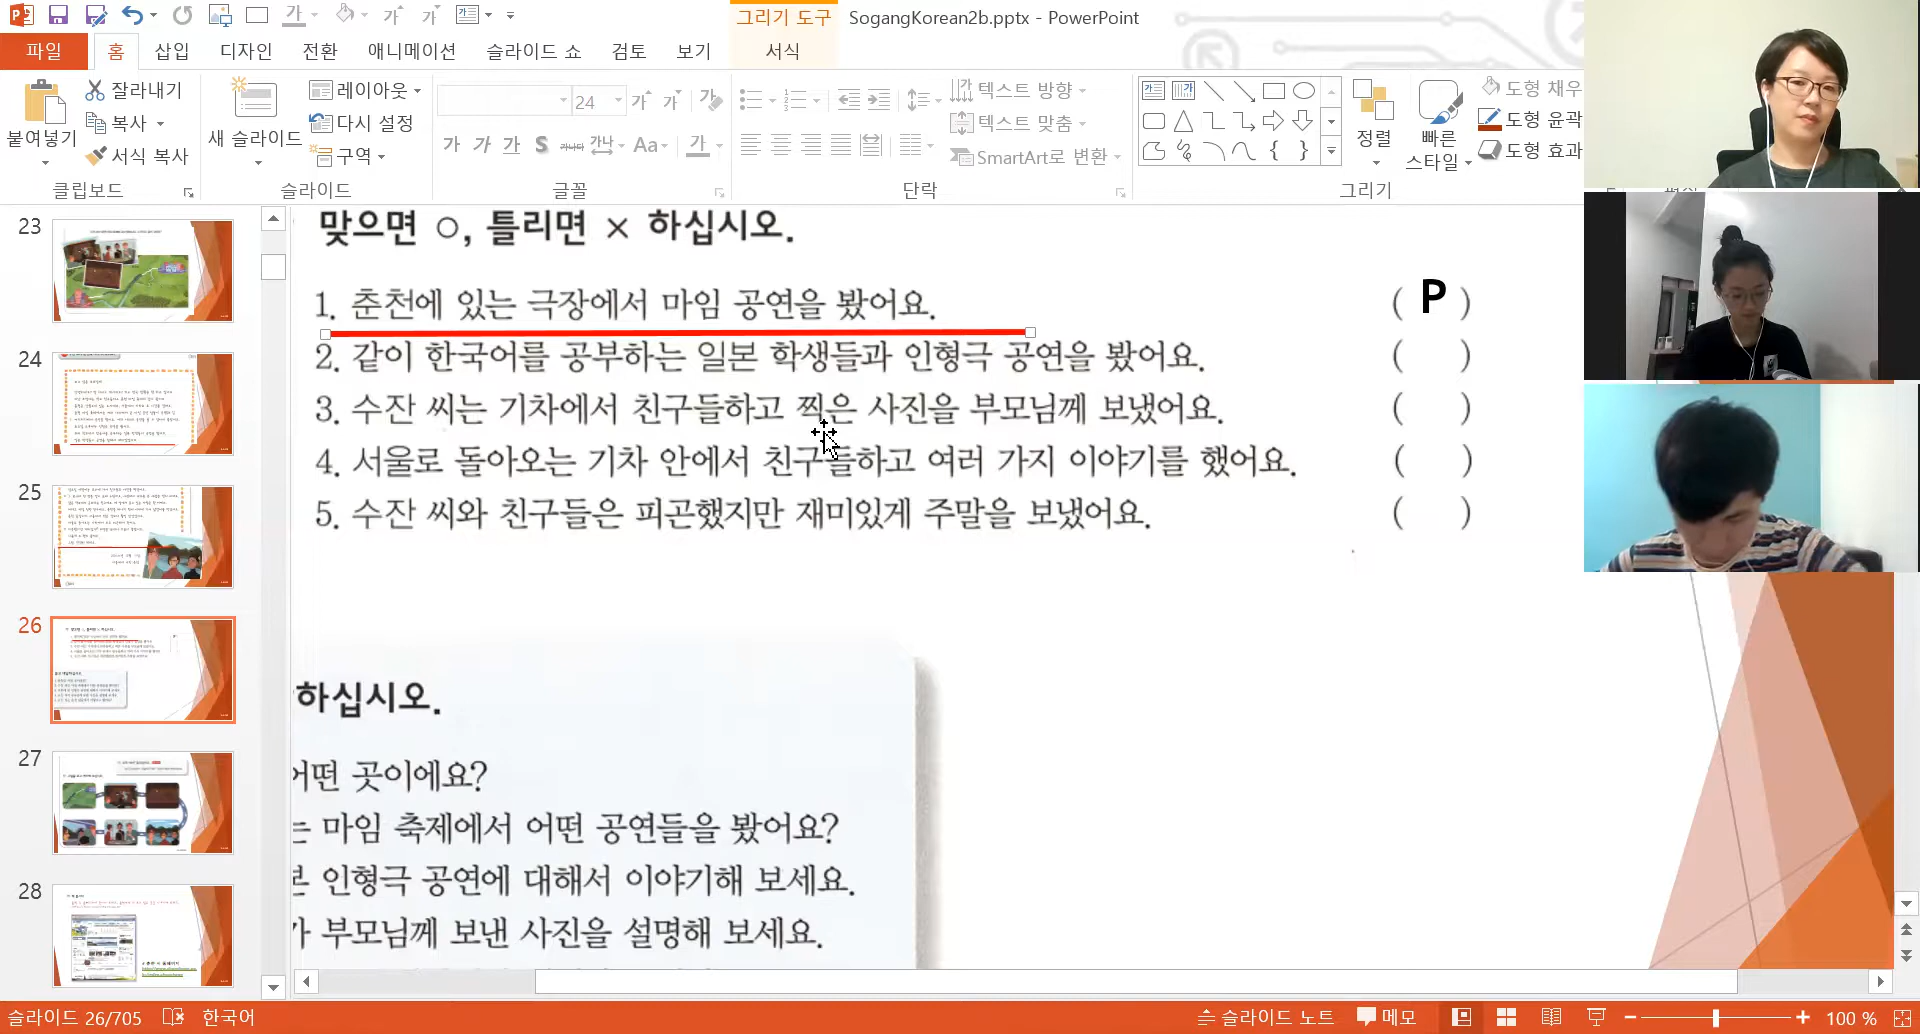 그리기 도구
SogangKorean2b.pptx - PowerPoint
파일 홈 삽입 디자인 전환 애니메이션 슬라이드 쇼 검토 보기 서식
붙여넣기
잘라내기
복사
서식 복사
클립보드
새 슬라이드
레이아웃
다시 설정
구역
슬라이드
24
가 가 가 S 가나다 간나 Aa 가
글꼴
텍스트 방향
텍스트 맞춤
SmartArt로 변환
단락
정렬
빠른 스타일
도형 채우
도형 윤곽
도형 효과
그리기
23
24
25
26
27
28
맞으면 ○, 틀리면 × 하십시오.
1. 춘천에 있는 극장에서 마임 공연을 봤어요. ( P )
2. 같이 한국어를 공부하는 일본 학생들과 인형극 공연을 봤어요. ( )
3. 수잔 씨는 기차에서 친구들하고 찍은 사진을 부모님께 보냈어요. ( )
4. 서울로 돌아오는 기차 안에서 친구들하고 여러 가지 이야기를 했어요. ( )
5. 수잔 씨와 친구들은 피곤했지만 재미있게 주말을 보냈어요. ( )
하십시오.
어떤 곳이에요?
는 마임 축제에서 어떤 공연들을 봤어요?
본 인형극 공연에 대해서 이야기해 보세요.
가 부모님께 보낸 사진을 설명해 보세요.
슬라이드 26/705 한국어
슬라이드 노트 메모 100 %